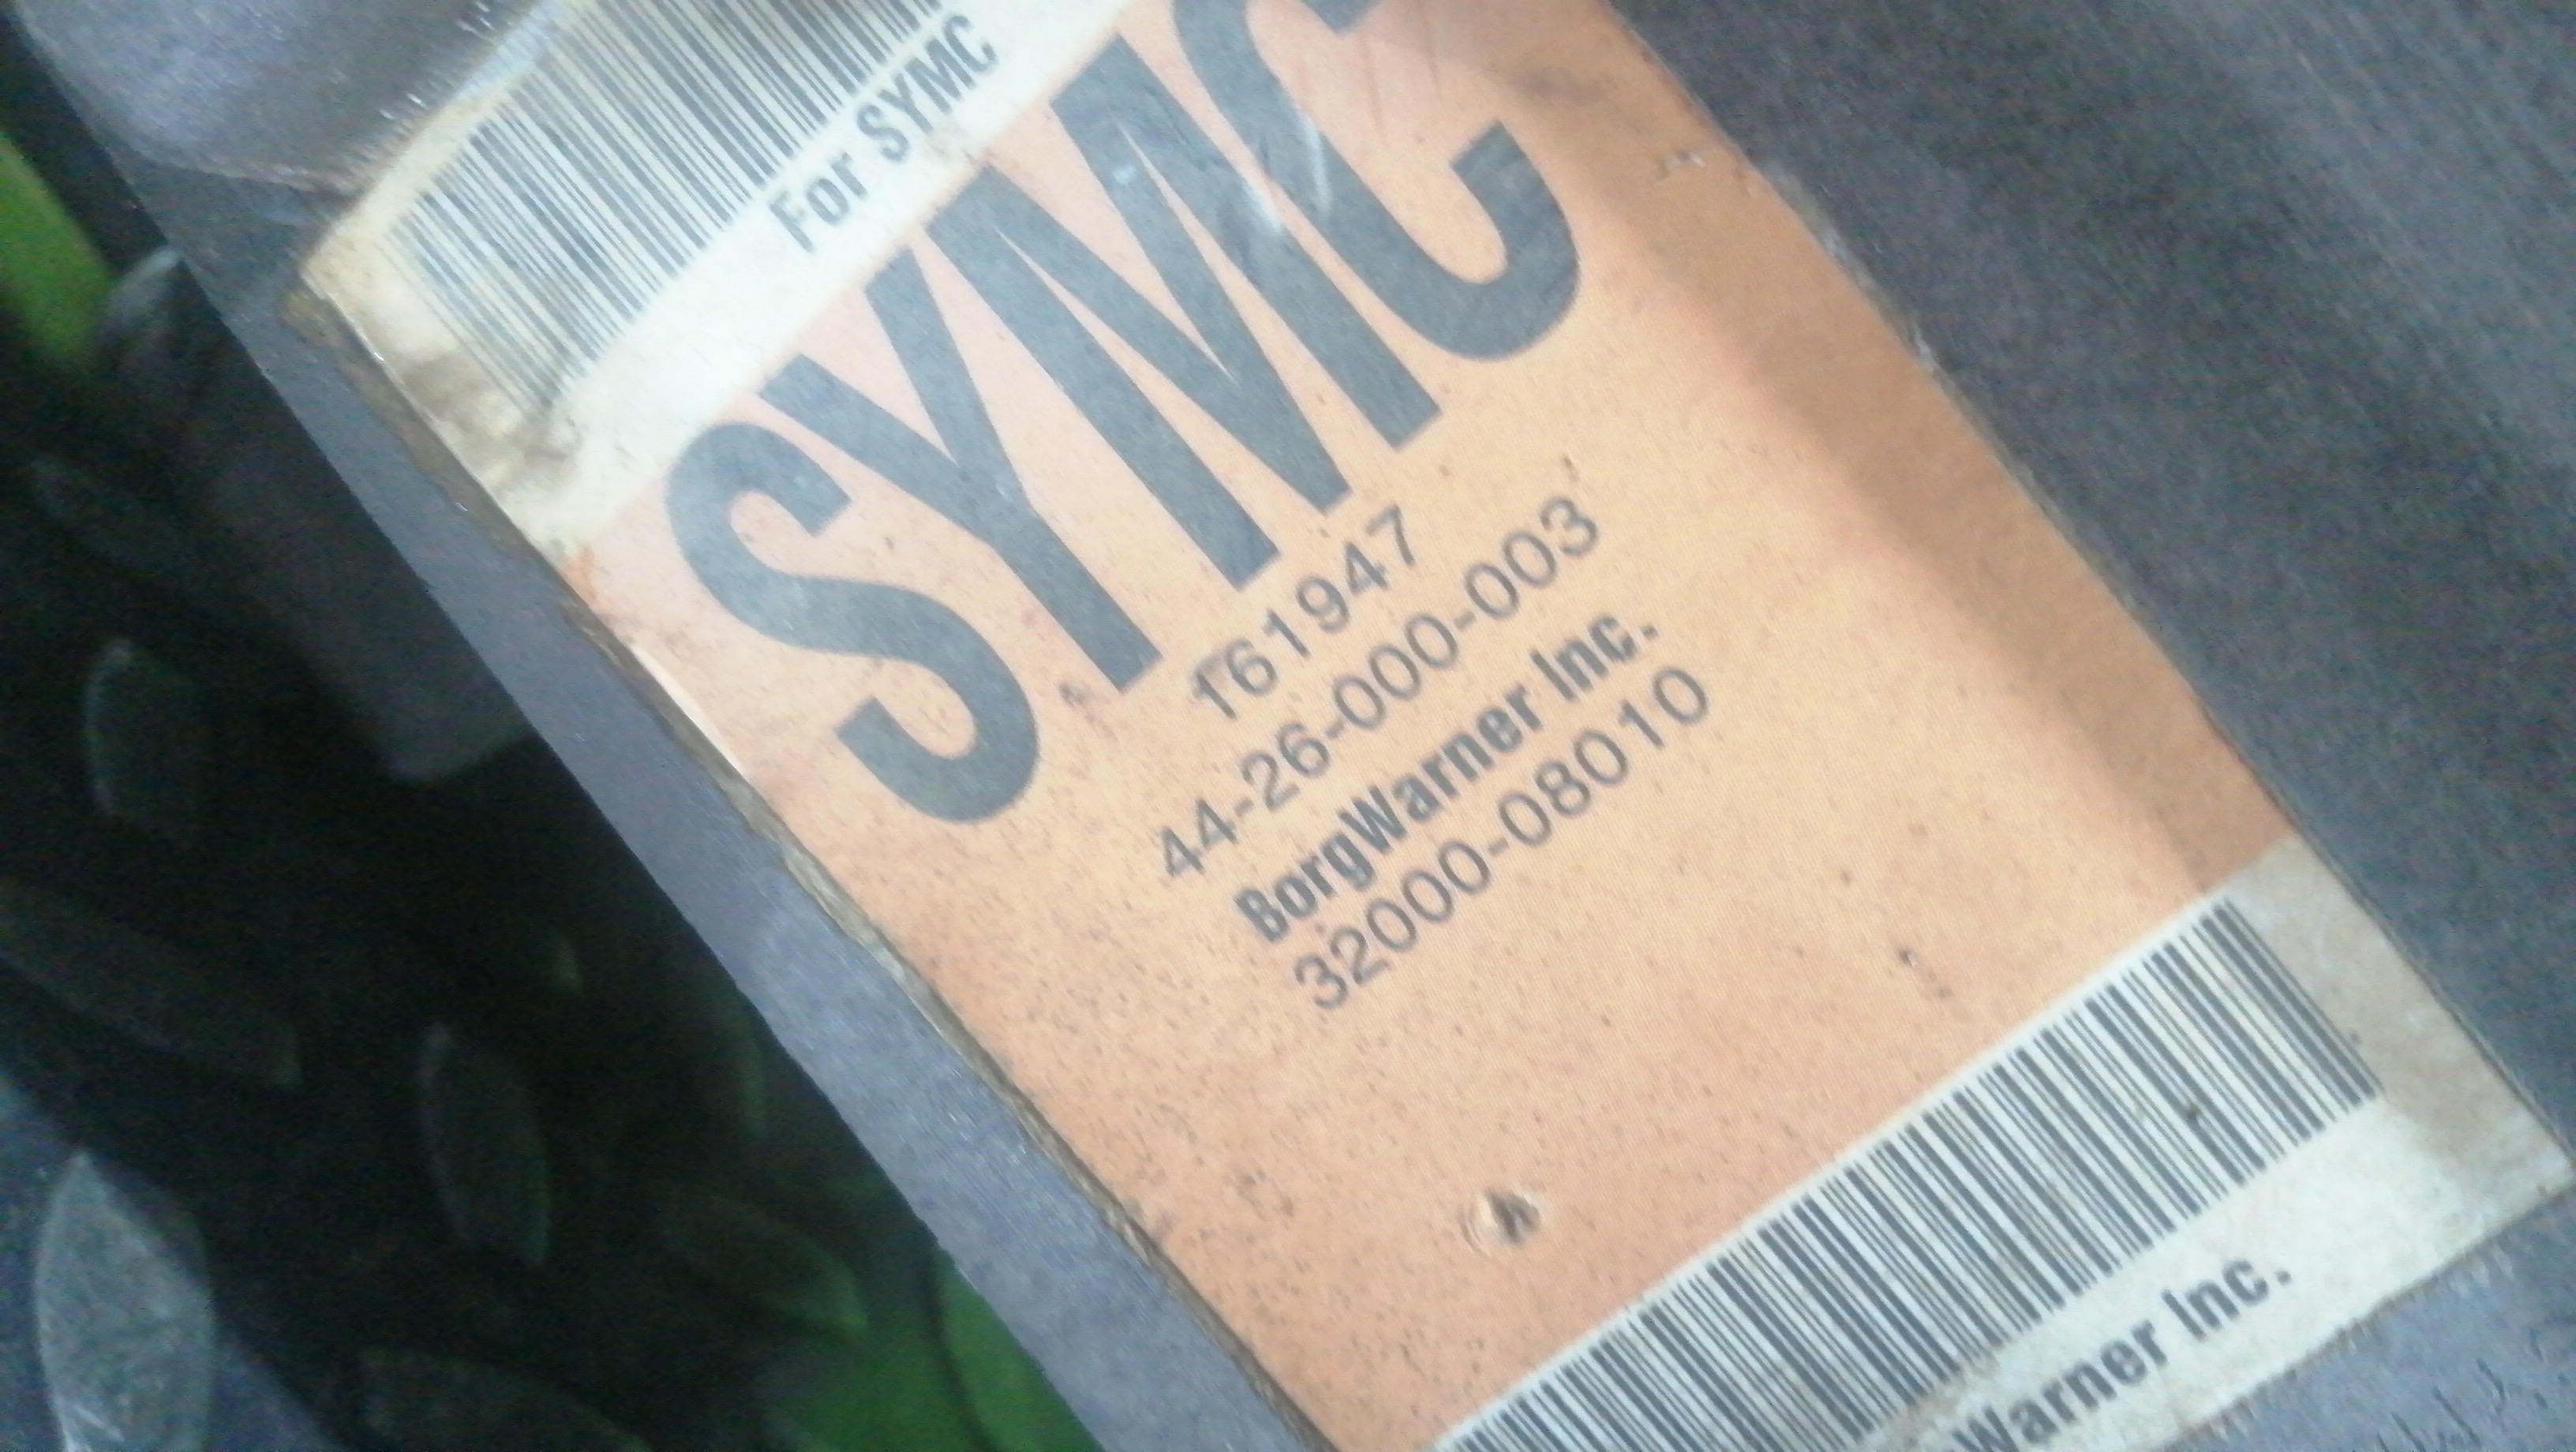 For SYMC
SYMC
T61947
44-26-000-003
BorgWarner Inc.
32000-08010
Warner Inc.